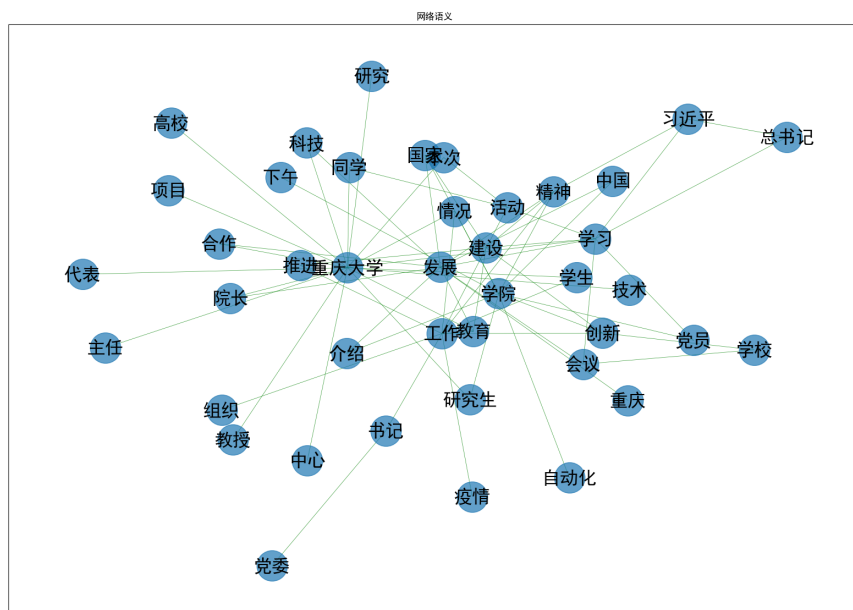 网络语义
研究
高校
习近平
总书记
科技
国家
本次
同学
下午
项目
精神
中国
情况
活动
合作
建设
学习
代表
推进
重庆大学
发展
学生
院长
学院
技术
主任
介绍
工作
教育
创新
党员
学校
会议
组织
研究生
重庆
教授
书记
中心
自动化
疫情
党委